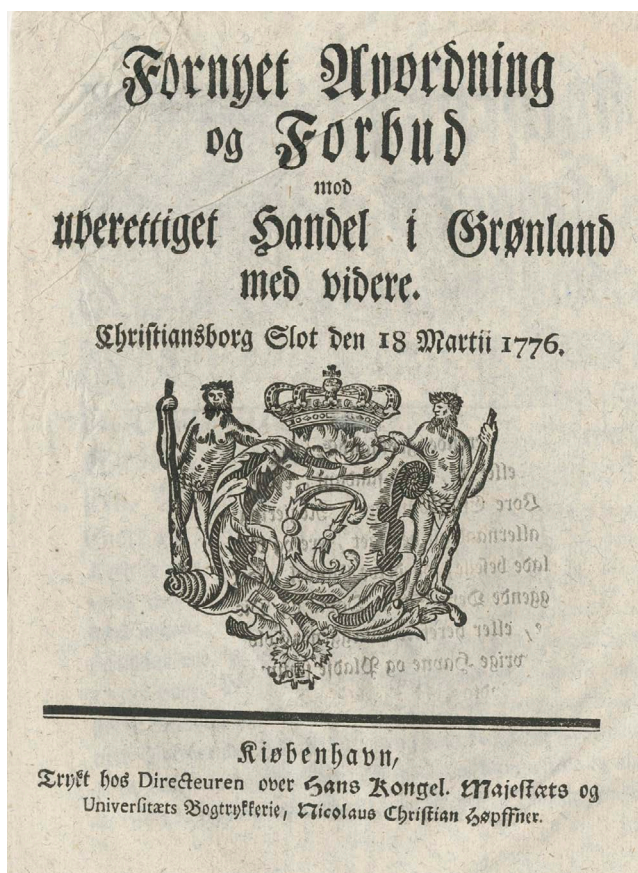 Fornyet Anordning
og Forbud
mod
uberettiget Handel i Grønland
med videre.
Christiansborg Slot den 18 Martii 1776.
C7
Kiøbenhavn,
Trykt hos Directeuren over Hans Kongel. Majestæts og
Universitæts Bogtrykkerie, Nicolaus Christian Høpffner.